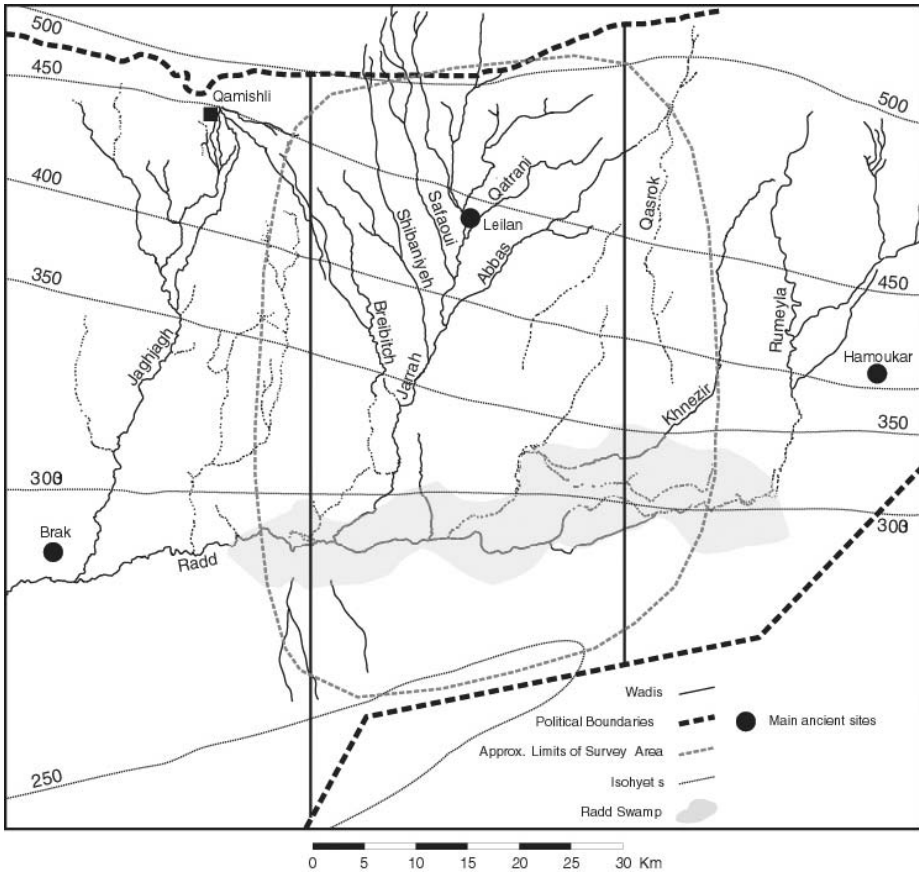 500
450
Qamishli
500
400
Qatrani
Safaoui
Qasrok
Shibaniyeh
Leilan
Abbas
350
450
Breibitch
Rumeyla
Jaghjagh
Jarrah
Hamoukar
Khnezir
350
300
300
Brak
Radd
Wadis
Political Boundaries
Main ancient sites
Approx. Limits of Survey Area
Isohyet s
250
Radd Swamp
0 5 10 15 20 25 30 Km